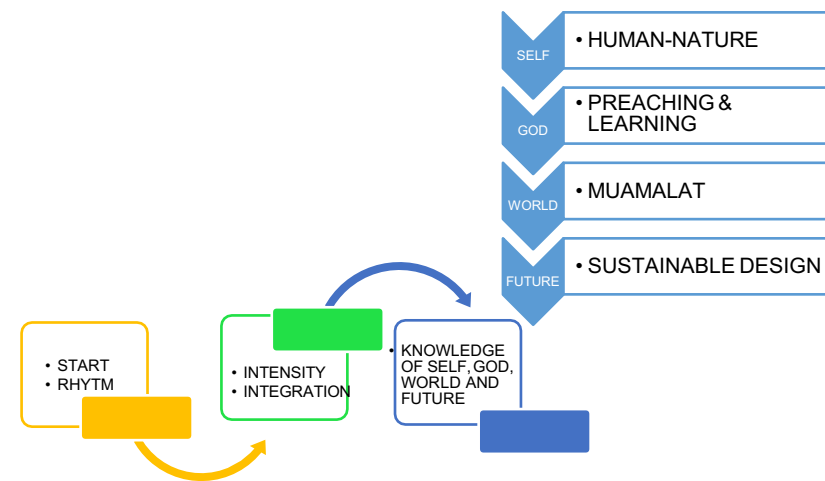 SELF
• HUMAN-NATURE
GOD
• PREACHING &
LEARNING
WORLD
• MUAMALAT
FUTURE
• SUSTAINABLE DESIGN
• START
• RHYTM
• INTENSITY
• INTEGRATION
• KNOWLEDGE
OF SELF, GOD,
WORLD AND
FUTURE